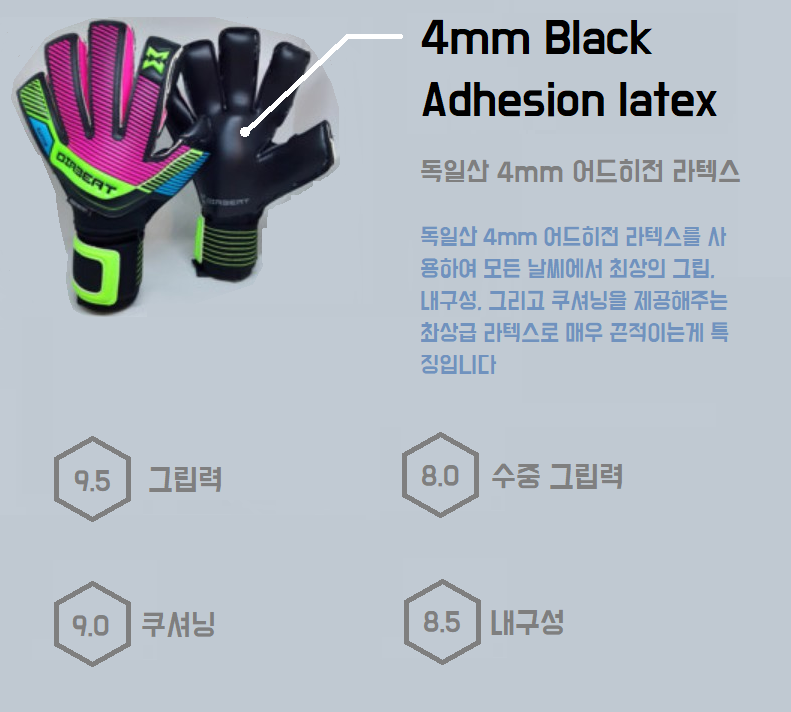 4mm Black
Adhesion latex
독일산 4mm 어드히전 라텍스
독일산 4mm 어드히전 라텍스를 사
용하여 모든 날씨에서 최상의 그립,
내구성, 그리고 쿠셔닝을 제공해주는
촤상급 라텍스로 매우 끈적이는게 특
징입니다
9.5 그립력
8.0 수중 그립력
9.0 쿠셔닝
8.5 내구성